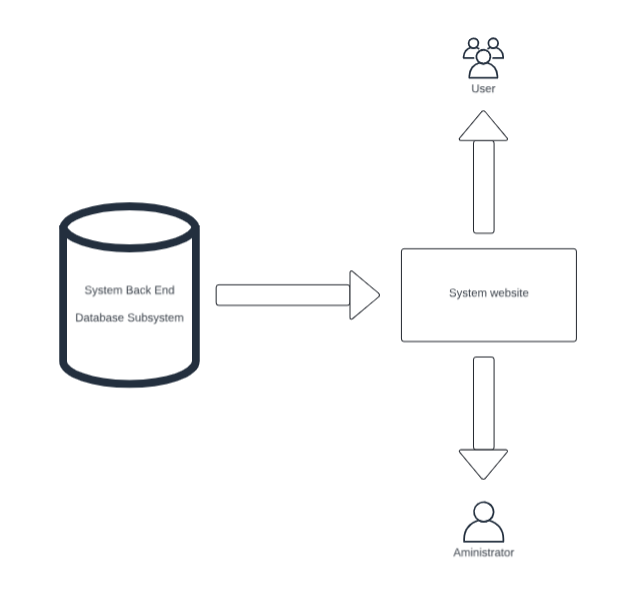 User
System Back End
Database Subsystem
System website
Aministrator